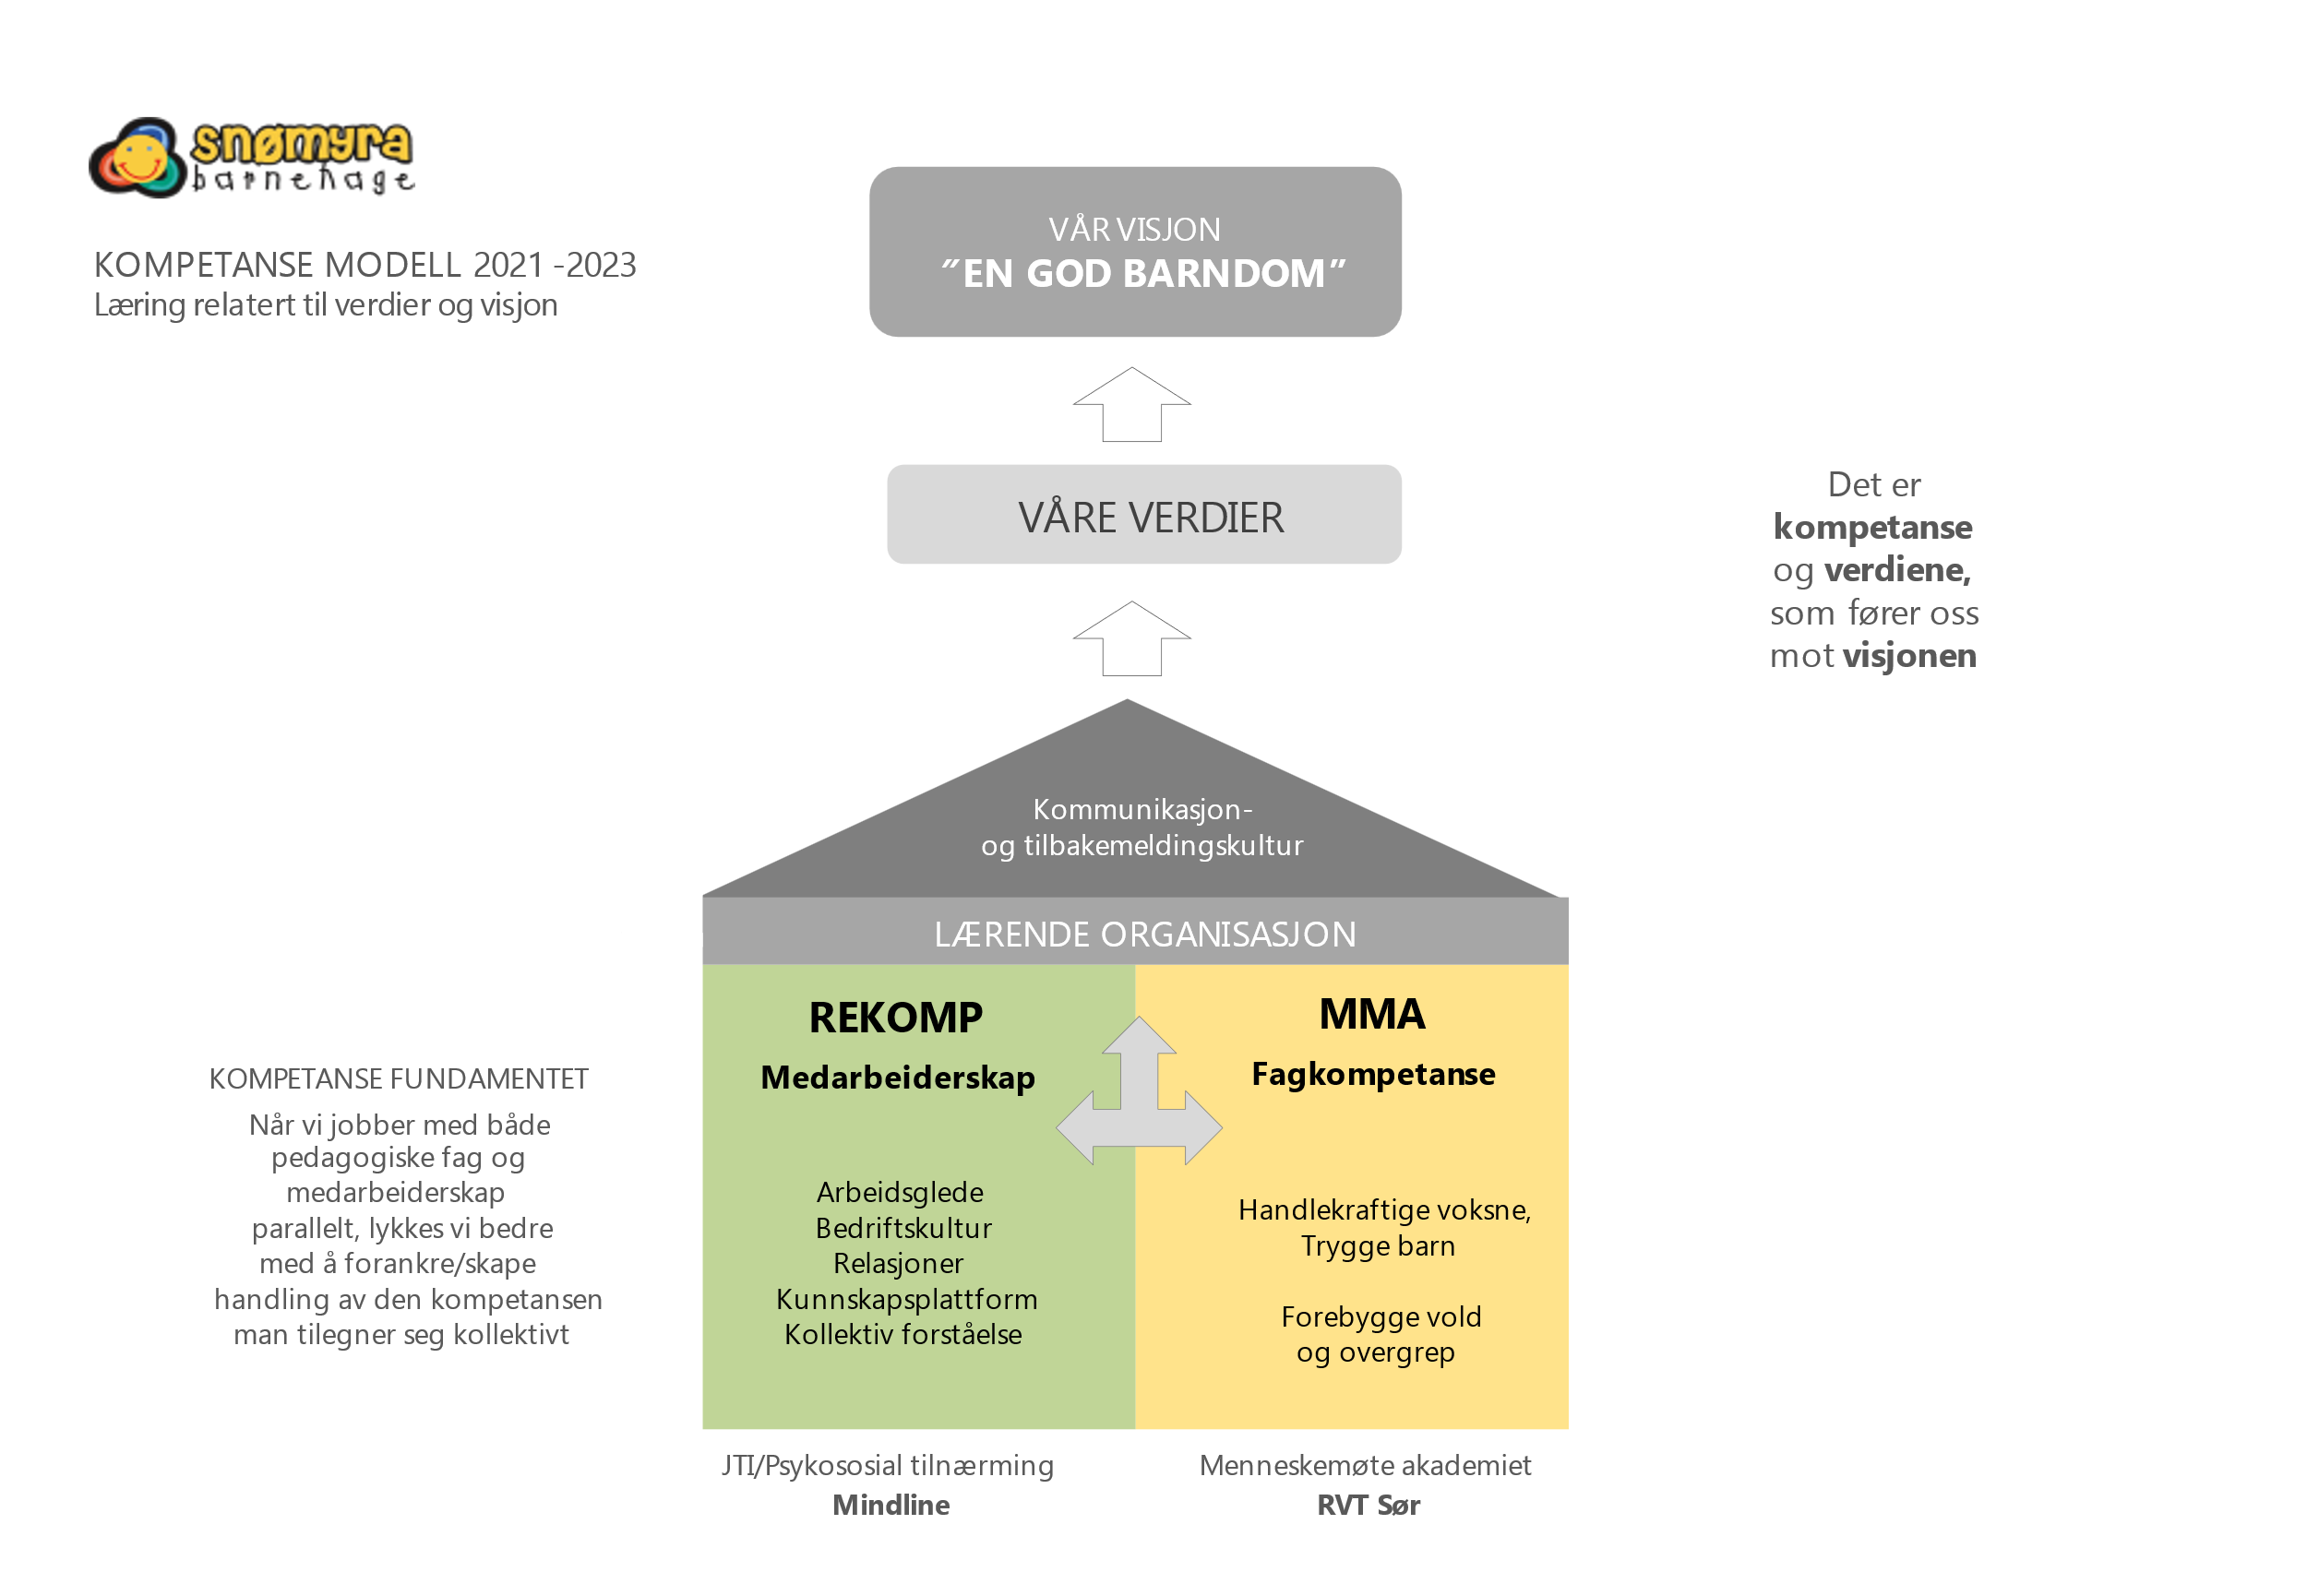 snømyra
barnehage
KOMPETANSE MODELL 2021 -2023
Læring relatert til verdier og visjon
VÅR VISJON
”EN GOD BARNDOM”
VÅRE VERDIER
Det er
kompetanse
og verdiene,
som fører oss
mot visjonen
Kommunikasjon-
og tilbakemeldingskultur
LÆRENDE ORGANISASJON
KOMPETANSE FUNDAMENTET
Når vi jobber med både
pedagogiske fag og
medarbeiderskap
parallelt, lykkes vi bedre
med å forankre/skape
handling av den kompetansen
man tilegner seg kollektivt
REKOMP
Medarbeiderskap
Arbeidsglede
Bedriftskultur
Relasjoner
Kunnskapsplattform
Kollektiv forståelse
MMA
Fagkompetanse
Handlekraftige voksne,
Trygge barn
Forebygge vold
og overgrep
JTI/Psykososial tilnærming
Mindline
Menneskemøte akademiet
RVT Sør